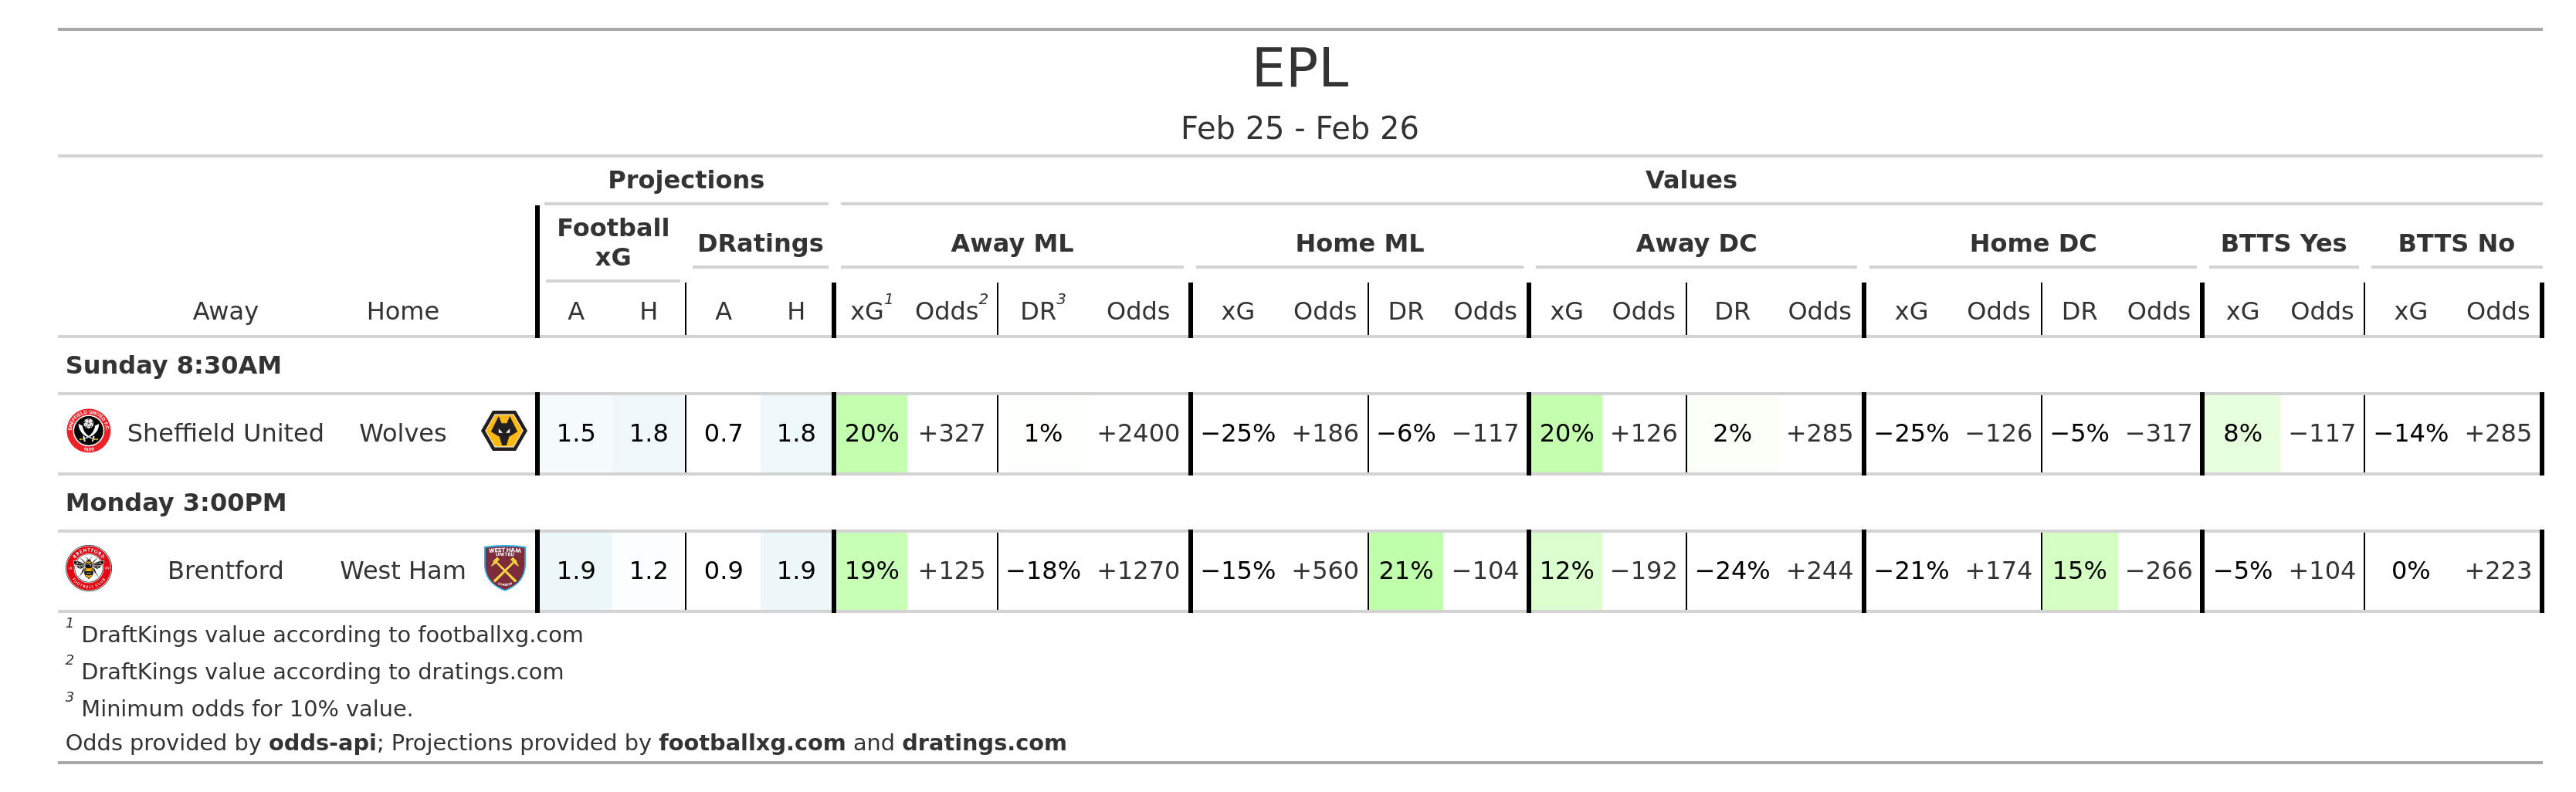 EPL
Feb 25 - Feb 26
Projections Values
Football xG DRatings Away ML Home ML Away DC Home DC BTTS Yes BTTS No
Away Home A H A H xG1 Odds2 DR3 Odds xG Odds DR Odds xG Odds DR Odds xG Odds DR Odds xG Odds xG Odds
Sunday 8:30AM
Sheffield United Wolves 1.5 1.8 0.7 1.8 20% +327 1% +2400 −25% +186 −6% −117 20% +126 2% +285 −25% −126 −5% −317 8% −117 −14% +285
Monday 3:00PM
Brentford West Ham WEST HAM UNITED LONDON 1.9 1.2 0.9 1.9 19% +125 −18% +1270 −15% +560 21% −104 12% −192 −24% +244 −21% +174 15% −266 −5% +104 0% +223
1 DraftKings value according to footballxg.com
2 DraftKings value according to dratings.com
3 Minimum odds for 10% value.
Odds provided by odds-api; Projections provided by footballxg.com and dratings.com